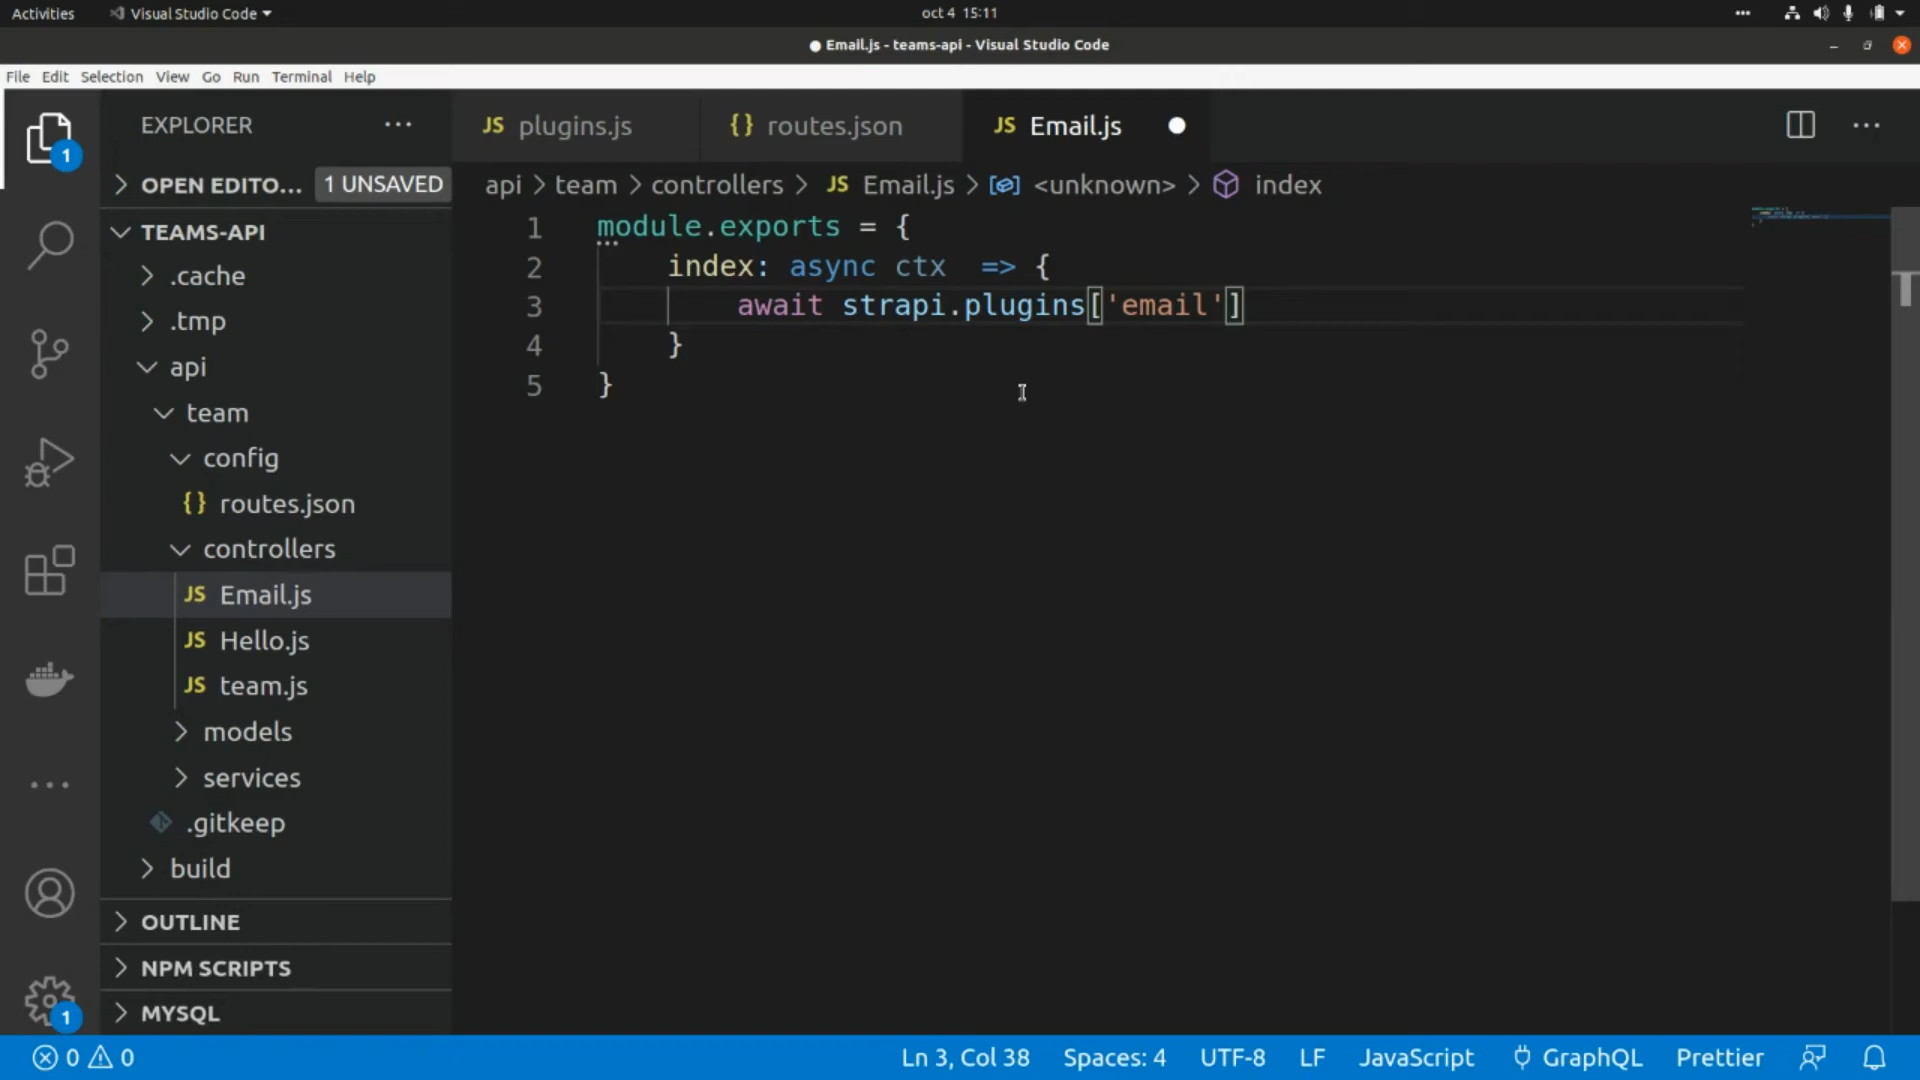 Activities Visual Studio Code oct 4 15:11
Email.js - teams-api - Visual Studio Code
File Edit Selection View Go Run Terminal Help
EXPLORER
OPEN EDITO... 1 UNSAVED
TEAMS-API
.cache
.tmp
api
team
config
{} routes.json
controllers
JS Email.js
JS Hello.js
JS team.js
models
services
.gitkeep
build
OUTLINE
NPM SCRIPTS
MYSQL
1
1
JS plugins.js {} routes.json JS Email.js
api > team > controllers > JS Email.js > <unknown> > index
1 module.exports = {
2 index: async ctx => {
3 await strapi.plugins['email']
4 }
5 }
0 0 Ln 3, Col 38 Spaces: 4 UTF-8 LF JavaScript GraphQL Prettier